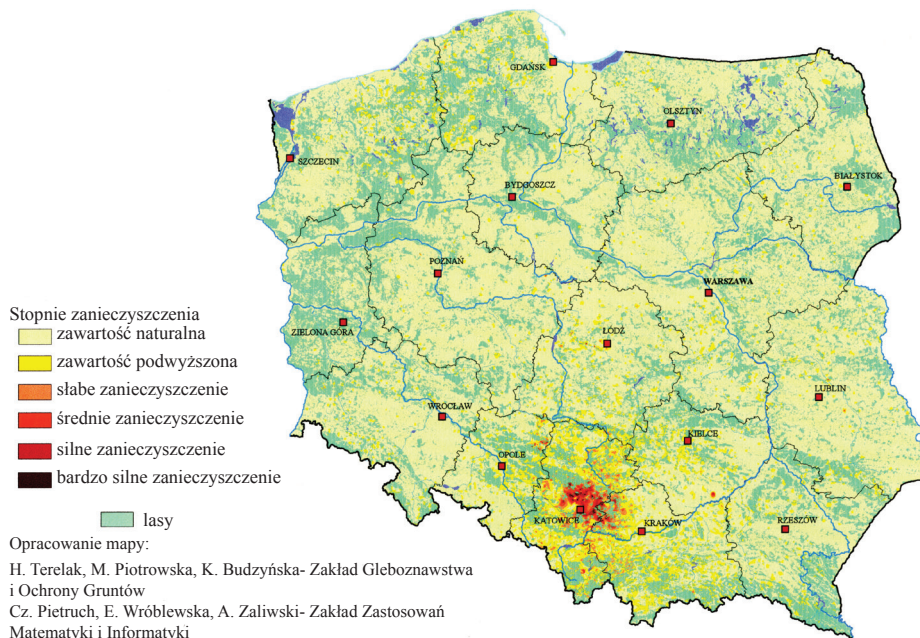 GDAŃSK
OLSZTYN
SZCZECIN
BIAŁYSTOK
BYDGOSZCZ
POZNAŃ
WARSZAWA
Stopnie zanieczyszczenia
zawartość naturalna
ZIELONA GÓRA
ŁÓDŹ
zawartość podwyższona
słabe zanieczyszczenie
LUBLIN
średnie zanieczyszczenie
WROCŁAW
silne zanieczyszczenie
KIELCE
OPOLE
bardzo silne zanieczyszczenie
lasy
KATOWICE
KRAKÓW
RZESZÓW
Opracowanie mapy:
H. Terelak, M. Piotrowska, K. Budzyńska- Zakład Gleboznawstwa
i Ochrony Gruntów
Cz. Pietruch, E. Wróblewska, A. Zaliwski- Zakład Zastosowań
Matematyki i Informatyki